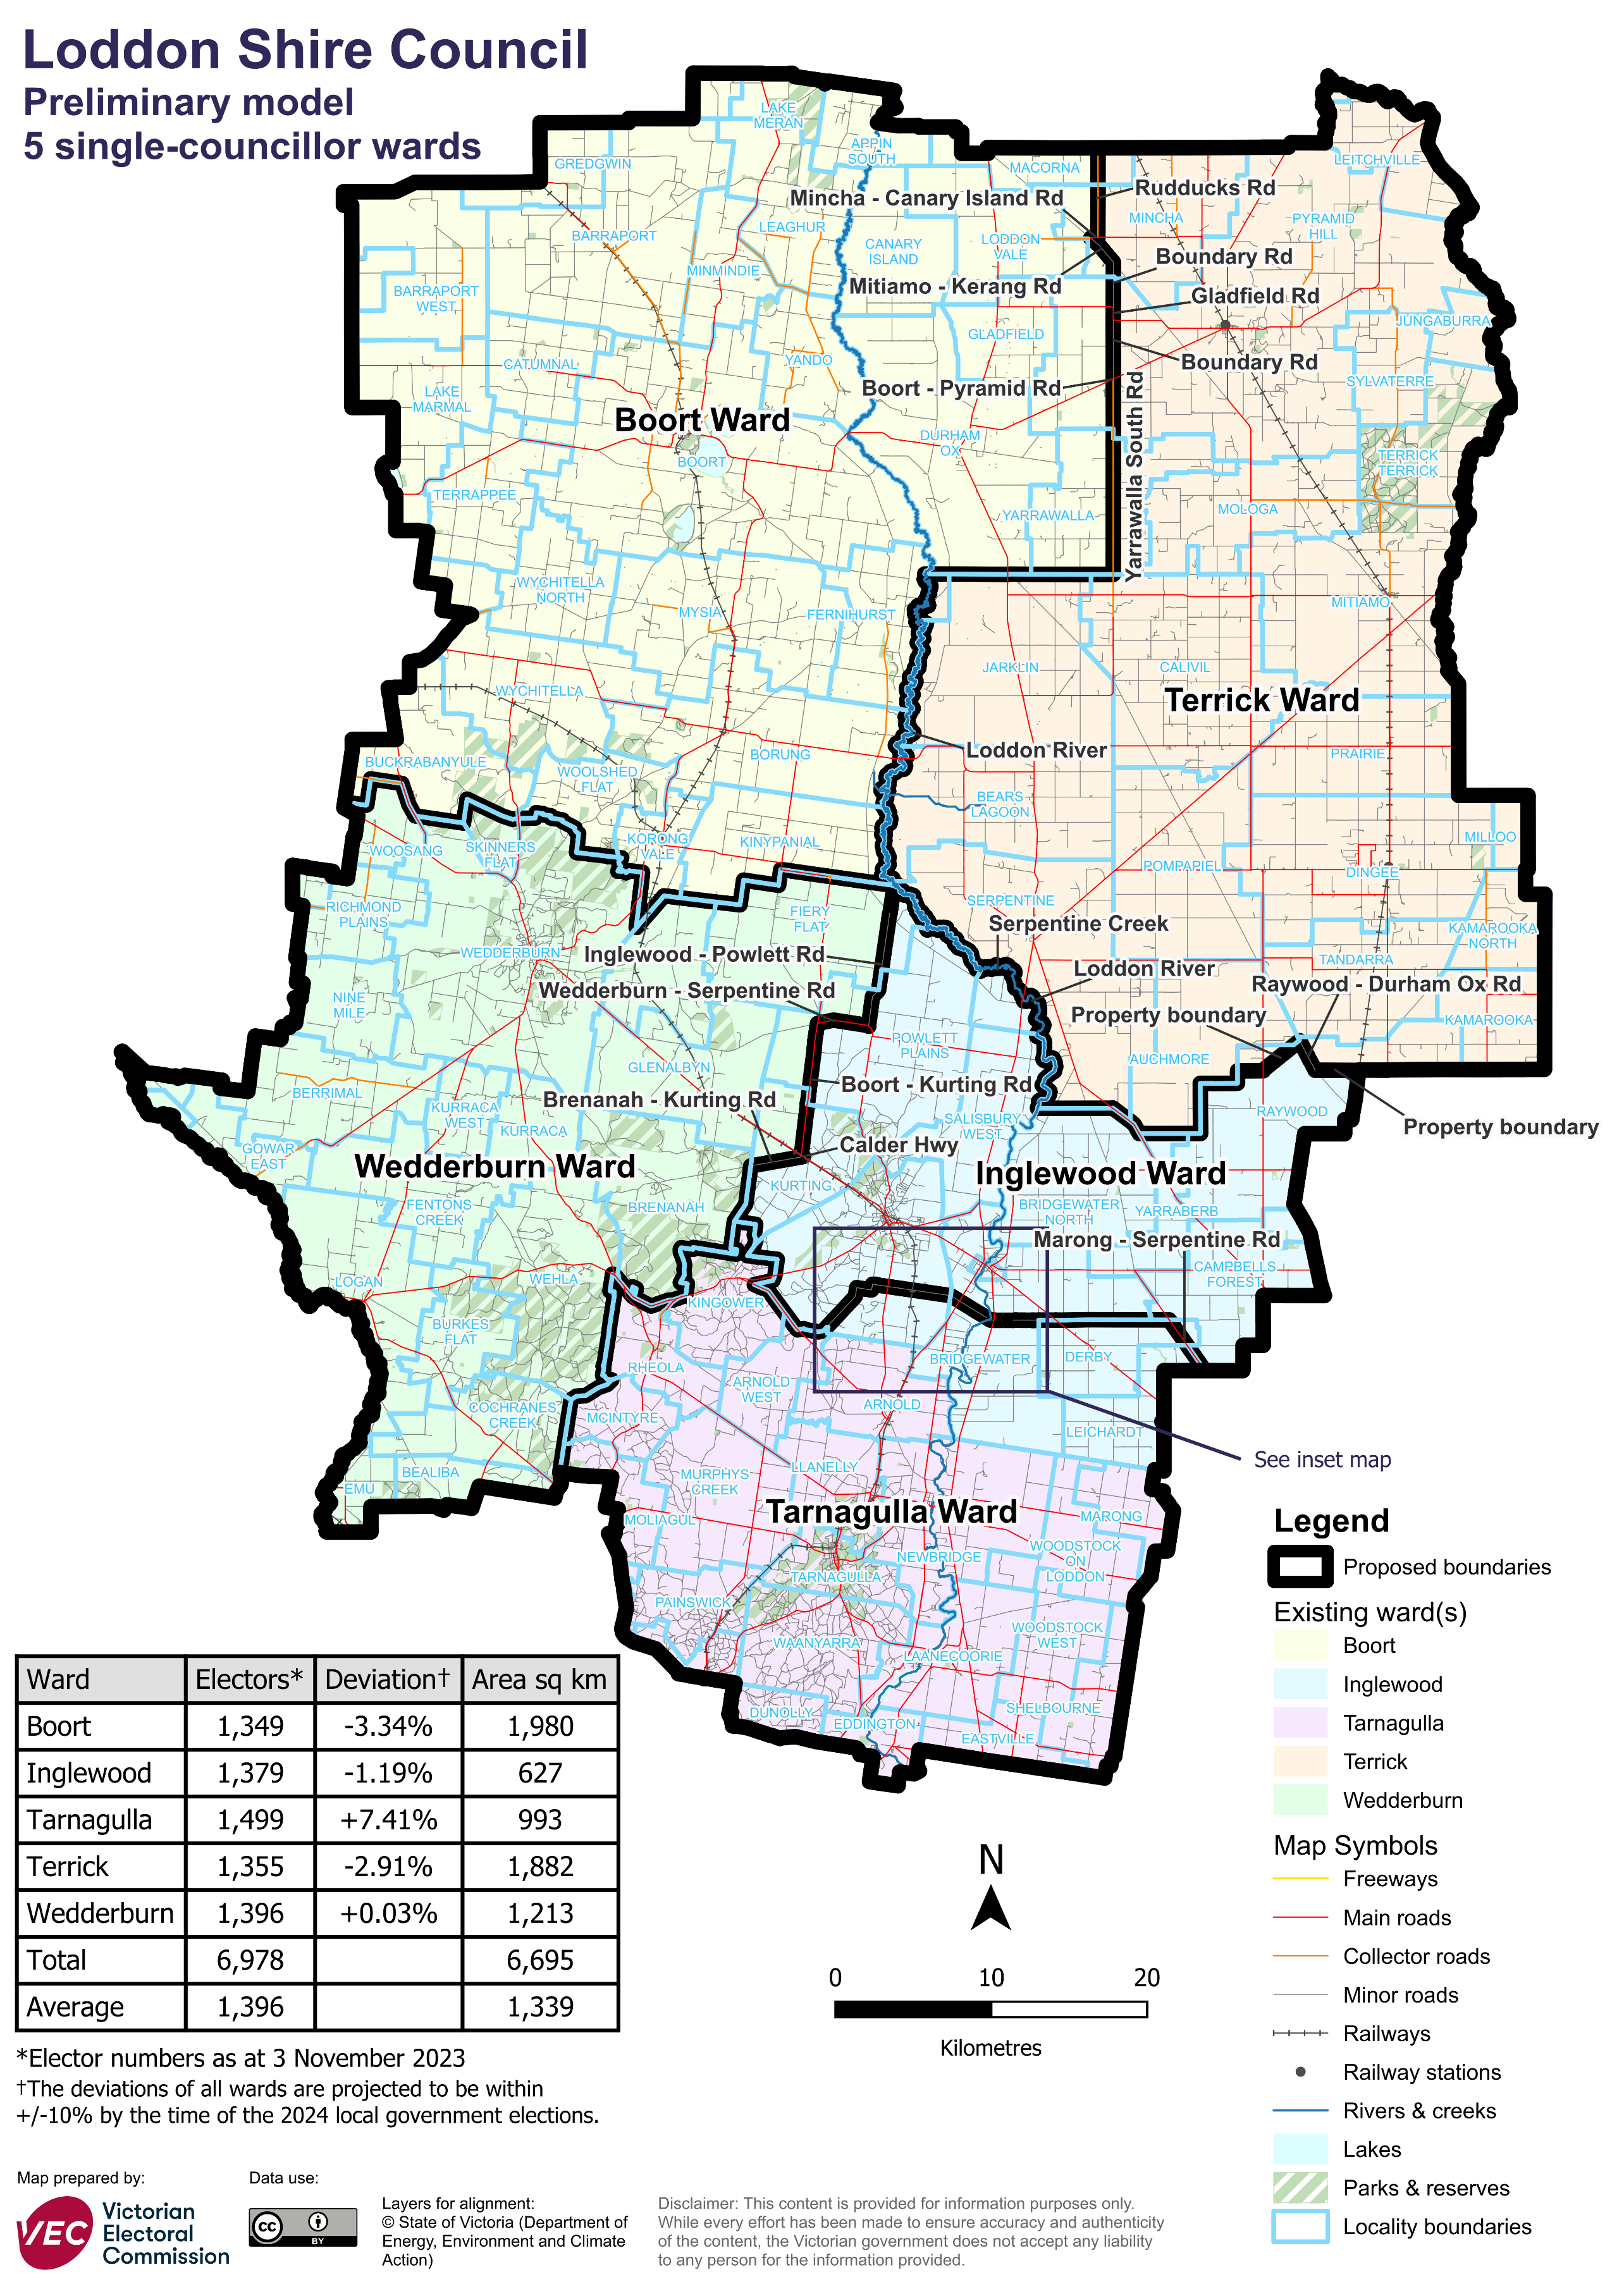 Loddon Shire Council
Preliminary model
5 single-councillor wards
LAKE
MERAN
APPIN
SOUTH
GREDGWIN
MACORNA
LEITCHVILLE
Rudducks Rd
Mincha - Canary Island Rd
MINCHA
PYRAMID
HILL
LEAGHUR
BARRAPORT
CANARY
ISLAND
LODDON
VALE
Boundary Rd
MINMINDIE
Mitiamo - Kerang Rd
BARRAPORT
WEST
Gladfield Rd
JUNGABURRA
GLADFIELD
YANDO
CATUMNAL
Boundary Rd
Boort - Pyramid Rd
SYLVATERRE
LAKE
MARMAL
Boort Ward
Yarrawalla South Rd
DURHAM
OX
BOORT
TERRICK
TERRICK
TERRAPPEE
YARRAWALLA
MOLOGA
WYCHITELLA
NORTH
MYSIA
FERNIHURST
MITIAMO
JARKLIN
CALIVIL
WYCHITELLA
Terrick Ward
Loddon River
BORUNG
PRAIRIE
BUCKRABANYULE
WOOLSHED
FLAT
BEARS
LAGOON
WOOSANG
SKINNERS
FLAT
KORONG
VALE
KINYPANIAL
MILLOO
POMPAPIEL
DINGEE
RICHMOND
PLAINS
FIERY
FLAT
SERPENTINE
Serpentine Creek
KAMAROOKA
NORTH
WEDDERBURN
Inglewood - Powlett Rd
TANDARRA
Loddon River
Raywood - Durham Ox Rd
Wedderburn - Serpentine Rd
NINE
MILE
Property boundary
KAMAROOKA
POWLETT
PLAINS
AUCHMORE
GLENALBYN
BERRIMAL
Boort - Kurting Rd
Brenanah - Kurting Rd
KURRACA
WEST
KURRACA
SALISBURY
WEST
RAYWOOD
Property boundary
GOWAR
EAST
Wedderburn Ward
Calder Hwy
Inglewood Ward
KURTING
FENTONS
CREEK
BRENANAH
BRIDGEWATER
NORTH
YARRABERB
Marong - Serpentine Rd
CAMPBELLS
FOREST
LOGAN
WEHLA
KINGOWER
BURKES
FLAT
BRIDGEWATER
DERBY
RHEOLA
ARNOLD
WEST
ARNOLD
COCHRANES
CREEK
MCINTYRE
LEICHARDT
See inset map
BEALIBA
MURPHYS
CREEK
LLANELLY
EMU
Tarnagulla Ward
MOLIAGUL
MARONG
WOODSTOCK
ON
LODDON
NEWBRIDGE
TARNAGULLA
PAINSWICK
WOODSTOCK
WEST
WAANYARRA
LAANECOORIE
SHELBOURNE
DUNOLLY
EDDINGTON
EASTVILLE
Legend
Proposed boundaries
Existing ward(s)
Boort
Inglewood
Tarnagulla
Terrick
Wedderburn
Map Symbols
Freeways
Main roads
Collector roads
Minor roads
Railways
Railway stations
Rivers & creeks
Lakes
Parks & reserves
Locality boundaries
Ward Electors* Deviation† Area sq km
Boort 1,349 -3.34% 1,980
Inglewood 1,379 -1.19% 627
Tarnagulla 1,499 +7.41% 993
Terrick 1,355 -2.91% 1,882
Wedderburn 1,396 +0.03% 1,213
Total 6,978 6,695
Average 1,396 1,339
*Elector numbers as at 3 November 2023
†The deviations of all wards are projected to be within
+/-10% by the time of the 2024 local government elections.
N
0 10 20
Kilometres
Map prepared by:
VEC
Victorian
Electoral
Commission
Data use:
cc
BY
Layers for alignment:
© State of Victoria (Department of
Energy, Environment and Climate
Action)
Disclaimer: This content is provided for information purposes only.
While every effort has been made to ensure accuracy and authenticity
of the content, the Victorian government does not accept any liability
to any person for the information provided.